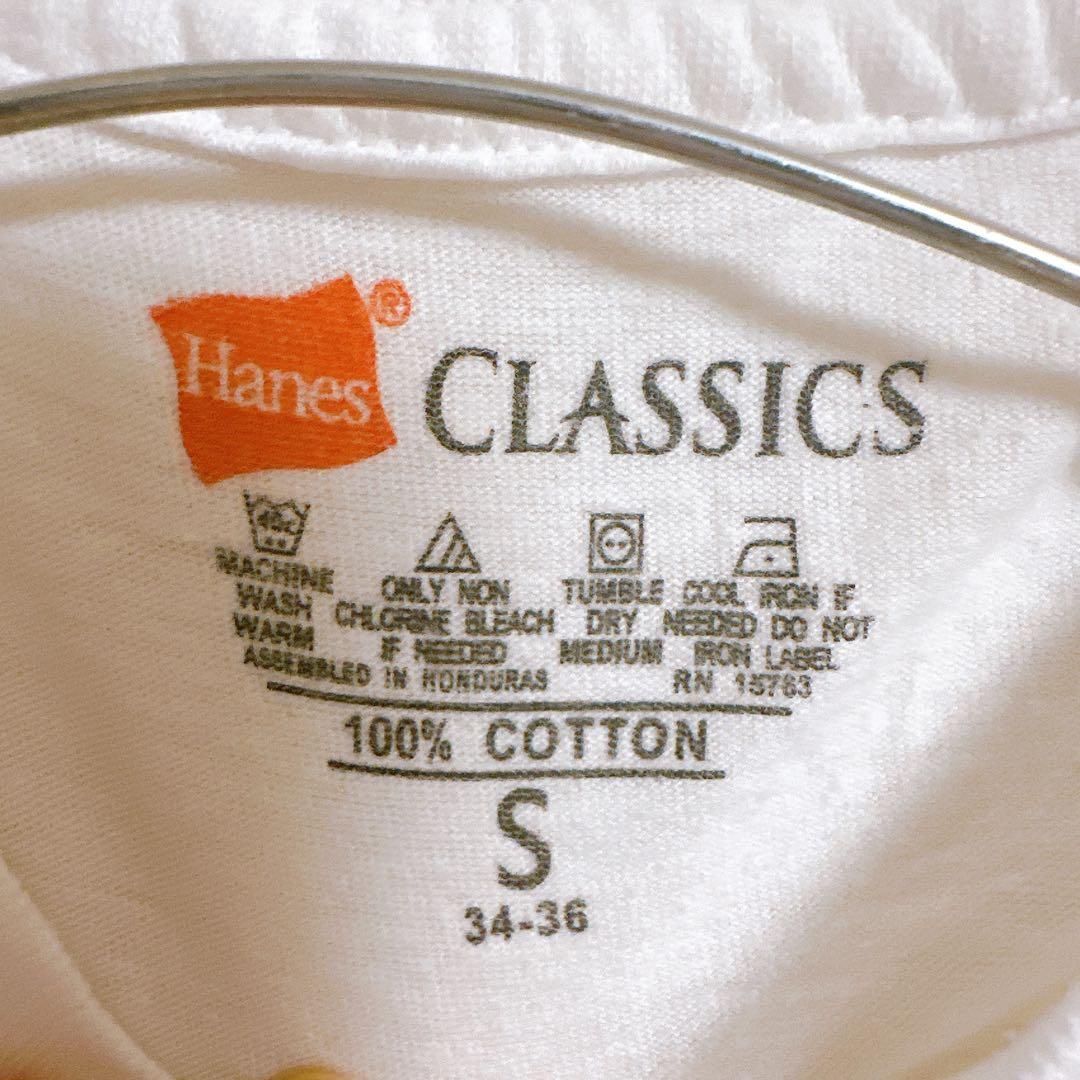 Hanes® CLASSICS
MACHINE WASH WARM
ONLY NON CHLORINE BLEACH IF NEEDED
TUMBLE DRY MEDIUM
COOL IRON IF NEEDED DO NOT IRON LABEL
ASSEMBLED IN HONDURAS
RN 15763
100% COTTON
S
34-36